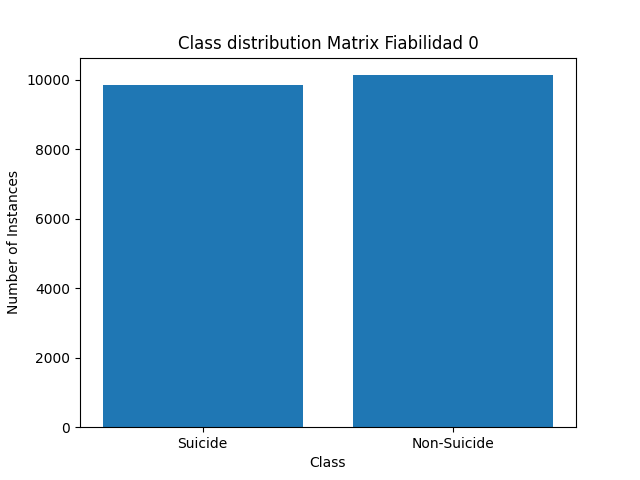 Class distribution Matrix Fiabilidad 0
10000
8000
6000
4000
2000
0
Number of Instances
Suicide
Non-Suicide
Class